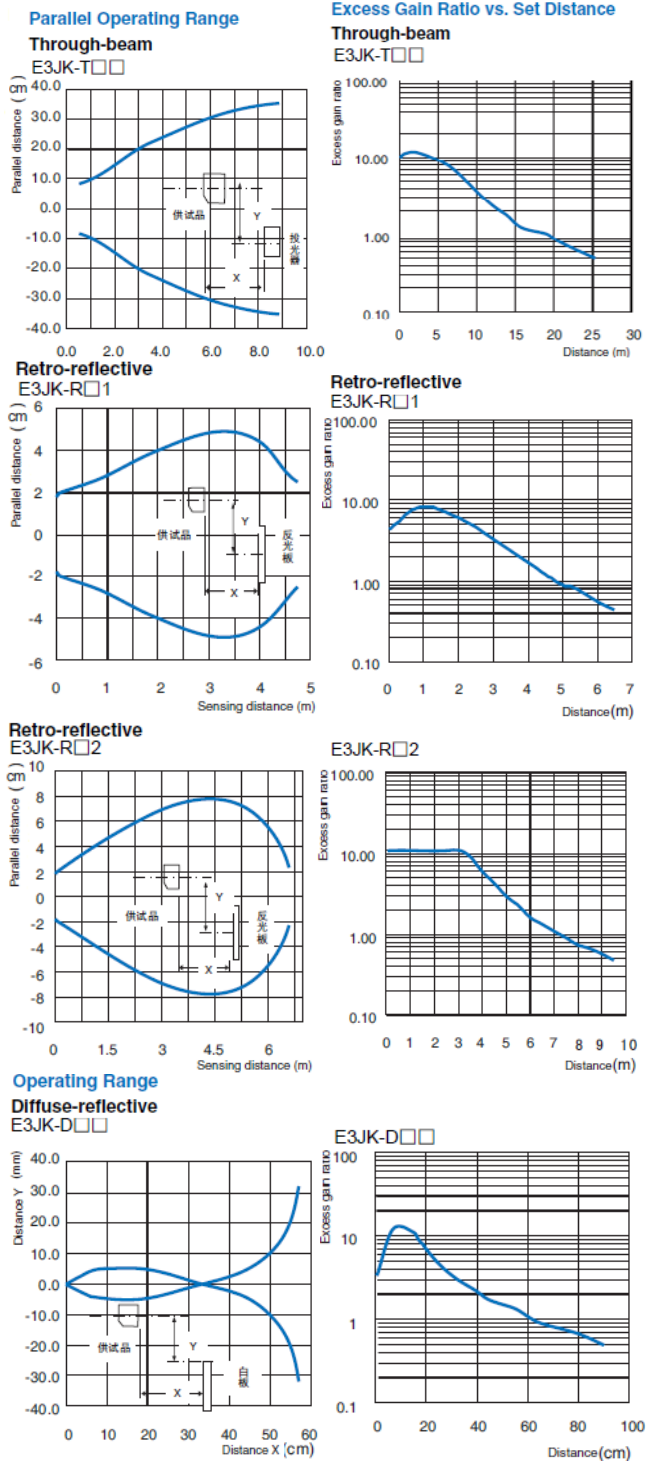 Parallel Operating Range
Through-beam
E3JK-T□□
Parallel distance (cm)
40.0
30.0
20.0
10.0
0.0
-10.0
-20.0
-30.0
-40.0
供试品
Y
投光器
X
0.0 2.0 4.0 6.0 8.0 10.0
Excess Gain Ratio vs. Set Distance
Through-beam
E3JK-T□□
Excess gain ratio
100.00
10.00
1.00
0.10
0 5 10 15 20 25 30
Distance (m)
Retro-reflective
E3JK-R□1
Parallel distance (cm)
6
4
2
0
-2
-4
-6
供试品
Y
反光板
X
0 1 2 3 4 5
Sensing distance (m)
Retro-reflective
E3JK-R□1
Excess gain ratio
100.00
10.00
1.00
0.10
0 1 2 3 4 5 6 7
Distance(m)
Retro-reflective
E3JK-R□2
Parallel distance (cm)
10
8
6
4
2
0
-2
-4
-6
-8
-10
供试品
Y
反光板
X
0 1.5 3 4.5 6
Sensing distance (m)
E3JK-R□2
Excess gain ratio
100.00
10.00
1.00
0.10
0 1 2 3 4 5 6 7 8 9 10
Distance(m)
Operating Range
Diffuse-reflective
E3JK-D□□
Distance Y (mm)
40.0
30.0
20.0
10.0
0.0
-10.0
-20.0
-30.0
-40.0
供试品
Y
白板
X
0 10 20 30 40 50 60
Distance X (cm)
E3JK-D□□
Excess gain ratio
100
10
1
0.1
0 20 40 60 80 100
Distance(cm)